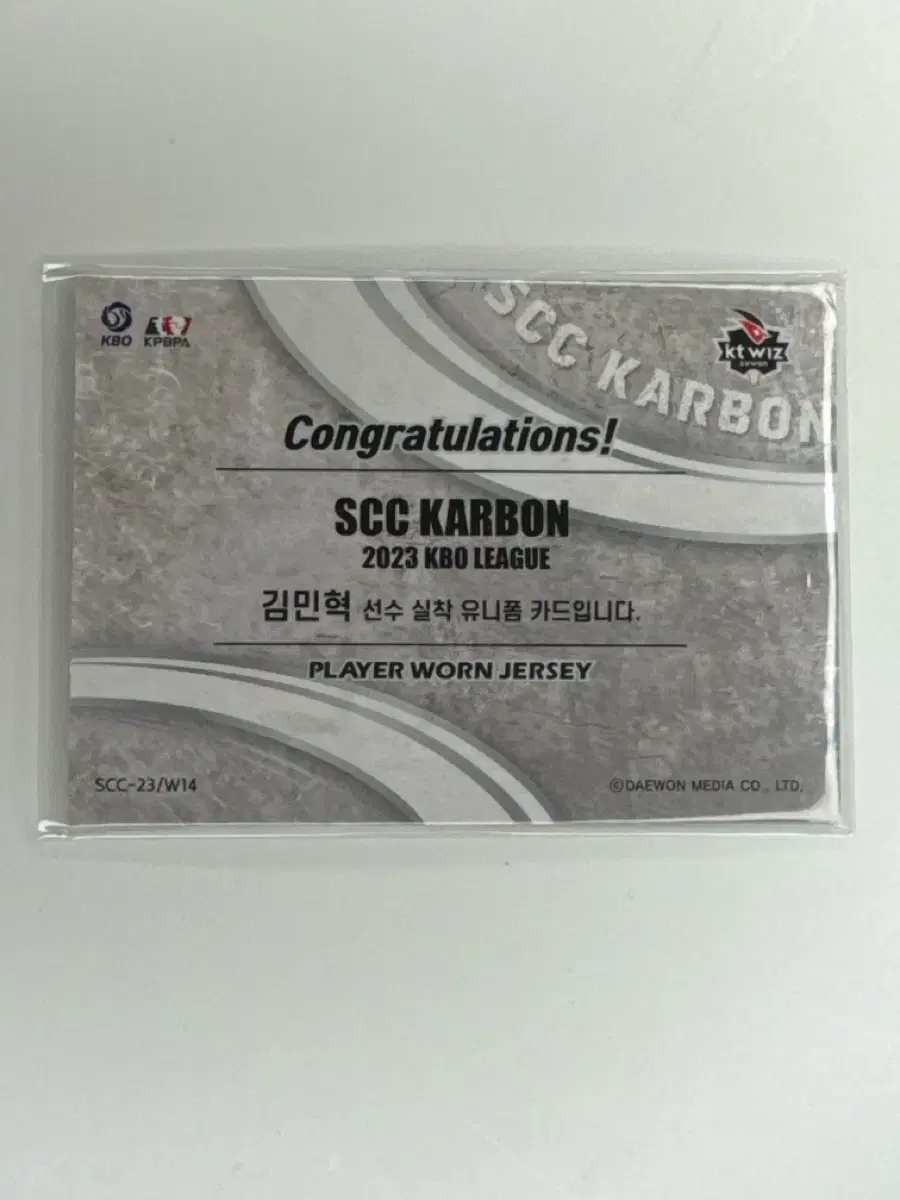 KBO
KPBPA
SCC KARBON
kt wiz
Congratulations!
SCC KARBON
2023 KBO LEAGUE
김민혁 선수 실착 유니폼 카드입니다.
PLAYER WORN JERSEY
SCC-23/W14
©DAEWON MEDIA CO., LTD.